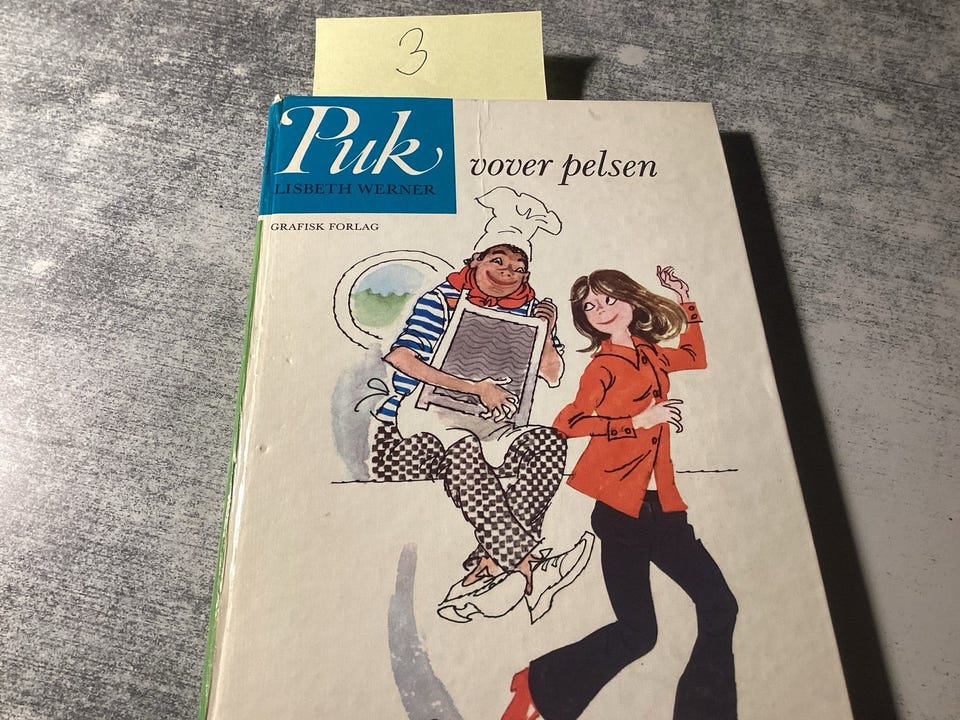 3
Puk
vover pelsen
LISBETH WERNER
GRAFISK FORLAG